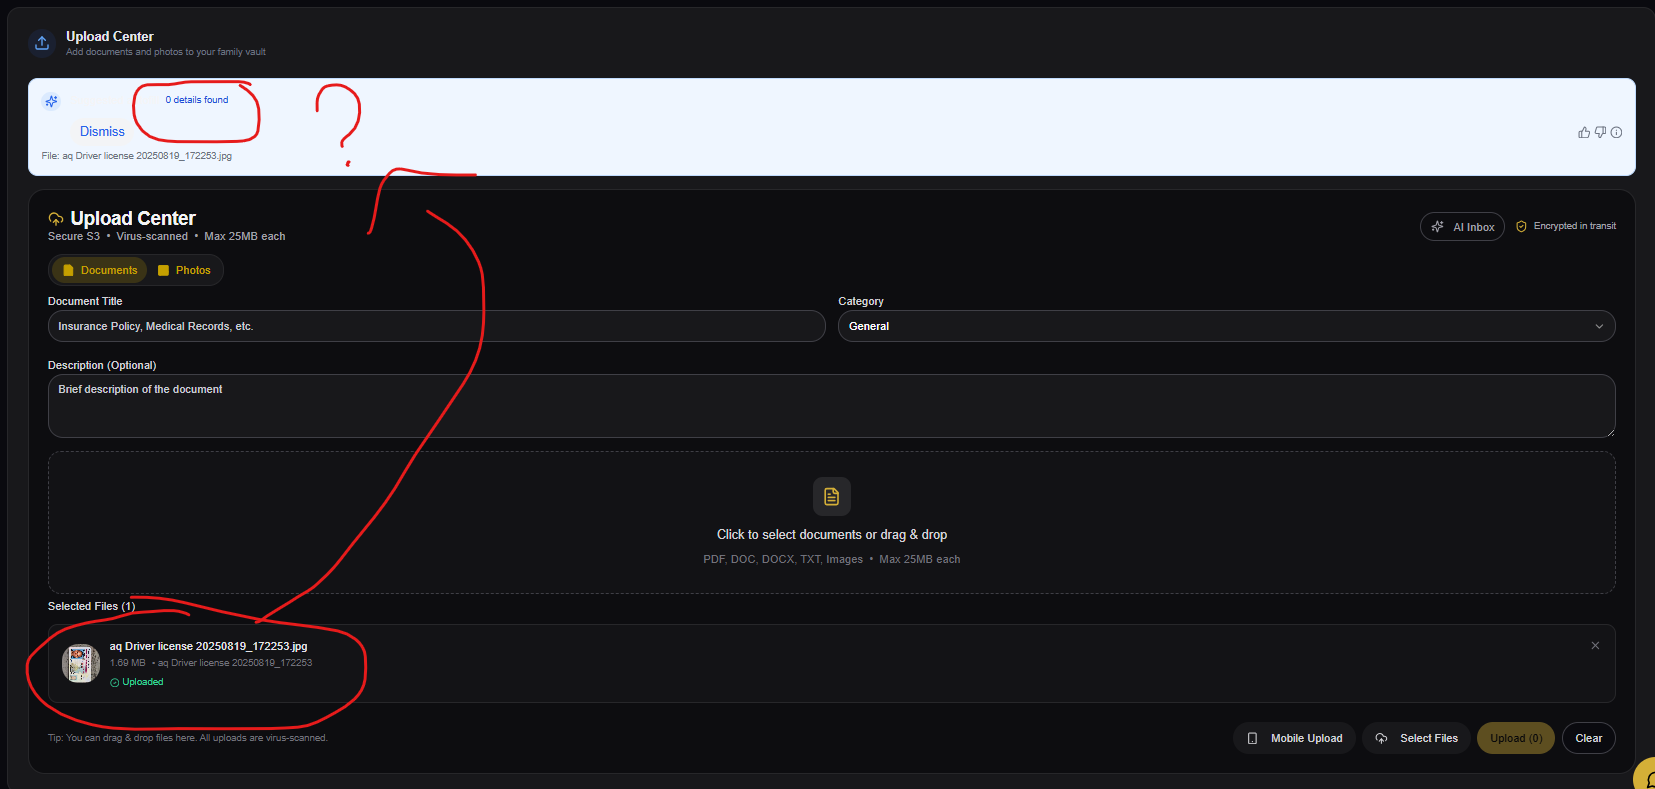 Upload Center
Add documents and photos to your family vault
0 details found
Dismiss
File: aq Driver license 20250819_172253.jpg
?
Upload Center
Secure S3 • Virus-scanned • Max 25MB each
AI Inbox
Encrypted in transit
Documents
Photos
Document Title
Category
Insurance Policy, Medical Records, etc.
General
Description (Optional)
Brief description of the document
Click to select documents or drag & drop
PDF, DOC, DOCX, TXT, Images • Max 25MB each
Selected Files (1)
aq Driver license 20250819_172253.jpg
1.69 MB • aq Driver license 20250819_172253
Uploaded
Tip: You can drag & drop files here. All uploads are virus-scanned.
Mobile Upload
Select Files
Upload (0)
Clear